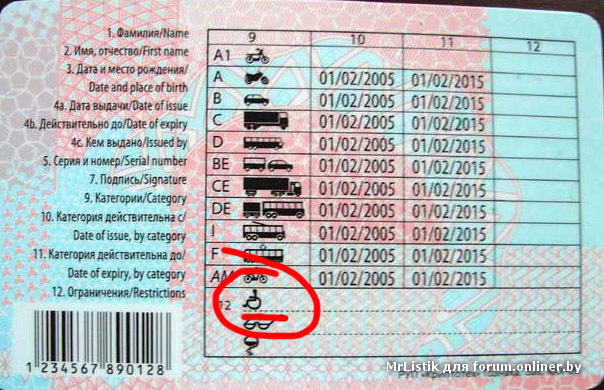 1. Фамилия/Name
2. Имя, отчество/First name
3. Дата и место рождения/
Date and place of birth
4a. Дата выдачи/Date of issue
4b. Действительно до/Date of expiry
4c. Кем выдано/Issued by
5. Серия и номер/Serial number
7. Подпись/Signature
9. Категории/Category
10. Категория действительна с/
Date of issue, by category
11. Категория действительна до/
Date of expiry, by category
12. Ограничения/Restrictions
1 234567 890128
9 10 11 12
A1
A 01/02/2005 01/02/2015
B 01/02/2005 01/02/2015
C 01/02/2005 01/02/2015
D 01/02/2005 01/02/2015
BE 01/02/2005 01/02/2015
CE 01/02/2005 01/02/2015
DE 01/02/2005 01/02/2015
I 01/02/2005 01/02/2015
F 01/02/2005 01/02/2015
AM 01/02/2005 01/02/2015
12
MrListik для forum.onliner.by